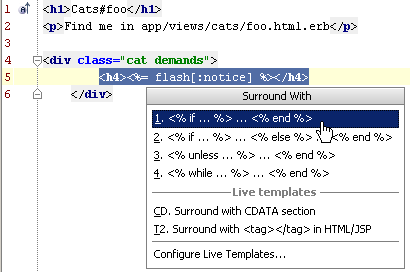 1 <h1>Cats#foo</h1>
2 <p>Find me in app/views/cats/foo.html.erb</p>
3
4 <div class="cat demands">
5 <h4><%= flash[:notice] %></h4>
6 </div>
Surround With
1. <% if ... %> ... <% end %>
2. <% if ... %> ... <% else %> <% end %>
3. <% unless ... %> ... <% end %>
4. <% while ... %> ... <% end %>
Live templates
CD. Surround with CDATA section
T2. Surround with <tag></tag> in HTML/JSP
Configure Live Templates...